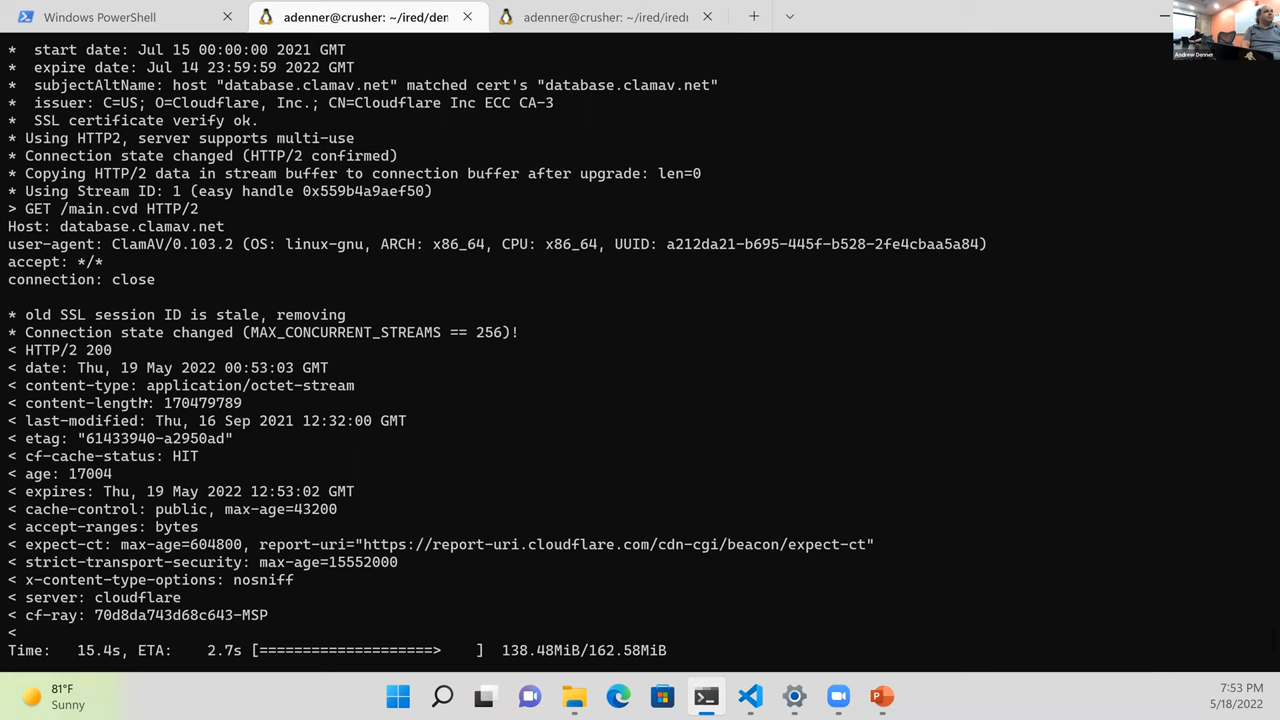 Windows PowerShell
adenner@crusher: ~/ired/den
adenner@crusher: ~/ired/iredr
*  start date: Jul 15 00:00:00 2021 GMT
*  expire date: Jul 14 23:59:59 2022 GMT
*  subjectAltName: host "database.clamav.net" matched cert's "database.clamav.net"
*  issuer: C=US; O=Cloudflare, Inc.; CN=Cloudflare Inc ECC CA-3
*  SSL certificate verify ok.
* Using HTTP2, server supports multi-use
* Connection state changed (HTTP/2 confirmed)
* Copying HTTP/2 data in stream buffer to connection buffer after upgrade: len=0
* Using Stream ID: 1 (easy handle 0x559b4a9aef50)
> GET /main.cvd HTTP/2
Host: database.clamav.net
user-agent: ClamAV/0.103.2 (OS: linux-gnu, ARCH: x86_64, CPU: x86_64, UUID: a212da21-b695-445f-b528-2fe4cbaa5a84)
accept: */*
connection: close
* old SSL session ID is stale, removing
* Connection state changed (MAX_CONCURRENT_STREAMS == 256)!
< HTTP/2 200
< date: Thu, 19 May 2022 00:53:03 GMT
< content-type: application/octet-stream
< content-length: 170479789
< last-modified: Thu, 16 Sep 2021 12:32:00 GMT
< etag: "61433940-a2950ad"
< cf-cache-status: HIT
< age: 17004
< expires: Thu, 19 May 2022 12:53:02 GMT
< cache-control: public, max-age=43200
< accept-ranges: bytes
< expect-ct: max-age=604800, report-uri="https://report-uri.cloudflare.com/cdn-cgi/beacon/expect-ct"
< strict-transport-security: max-age=15552000
< x-content-type-options: nosniff
< server: cloudflare
< cf-ray: 70d8da743d68c643-MSP
<
Time:   15.4s, ETA:    2.7s [====================>    ]  138.48MiB/162.58MiB
Andrew Denner
81°F
Sunny
7:53 PM
5/18/2022